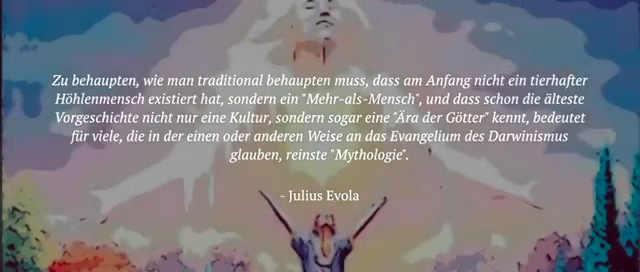 Zu behaupten, wie man traditional behaupten muss, dass am Anfang nicht ein tierhafter
Höhlenmensch existiert hat, sondern ein "Mehr-als-Mensch", und dass schon die älteste
Vorgeschichte nicht nur eine Kultur, sondern sogar eine "Ära der Götter" kennt, bedeutet
für viele, die in der einen oder anderen Weise an das Evangelium des Darwinismus
glauben, reinste "Mythologie".
- Julius Evola